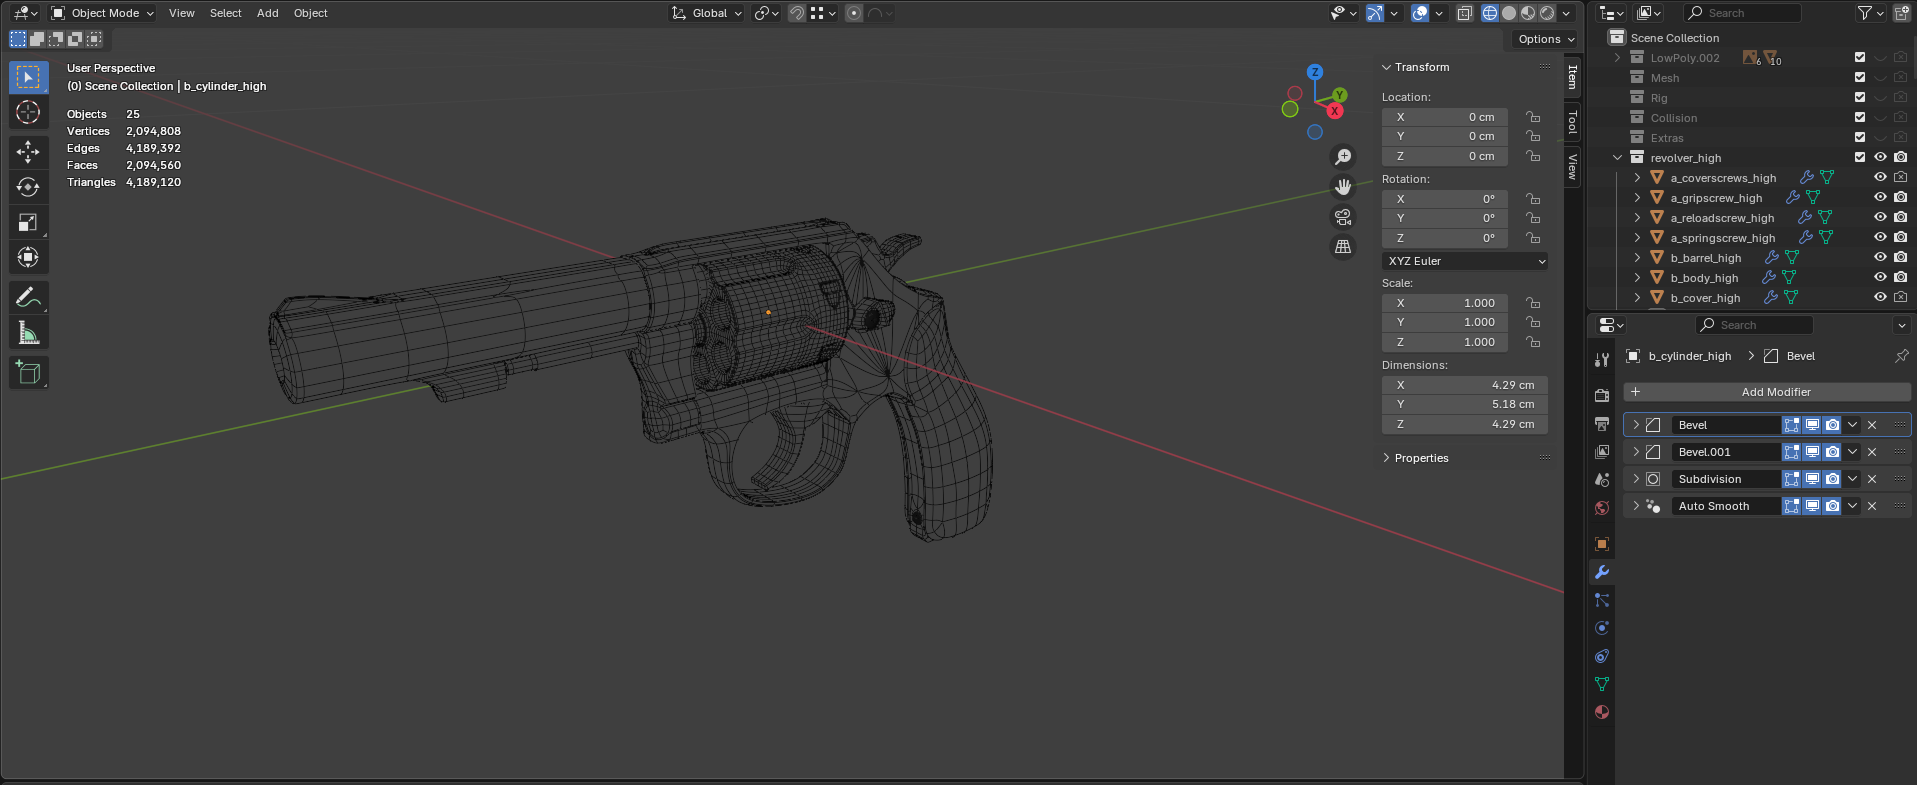 Object Mode View Select Add Object Global
Options
User Perspective
(0) Scene Collection | b_cylinder_high
Objects 25
Vertices 2,094,808
Edges 4,189,392
Faces 2,094,560
Triangles 4,189,120
Z
Y
X
Transform
Location:
X 0 cm
Y 0 cm
Z 0 cm
Rotation:
X 0°
Y 0°
Z 0°
XYZ Euler
Scale:
X 1.000
Y 1.000
Z 1.000
Dimensions:
X 4.29 cm
Y 5.18 cm
Z 4.29 cm
Properties
Item
Tool
View
Search
Scene Collection
LowPoly.002 6 10
Mesh
Rig
Collision
Extras
revolver_high
a_coverscrews_high
a_gripscrew_high
a_reloadscrew_high
a_springscrew_high
b_barrel_high
b_body_high
b_cover_high
Search
b_cylinder_high > Bevel
+ Add Modifier
Bevel
Bevel.001
Subdivision
Auto Smooth